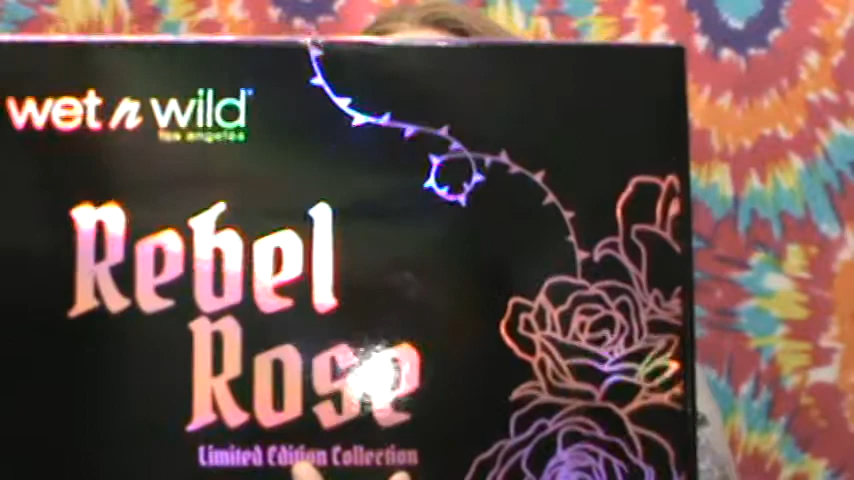 wet n wild
los angeles
Rebel
Rose
Limited Edition Collection